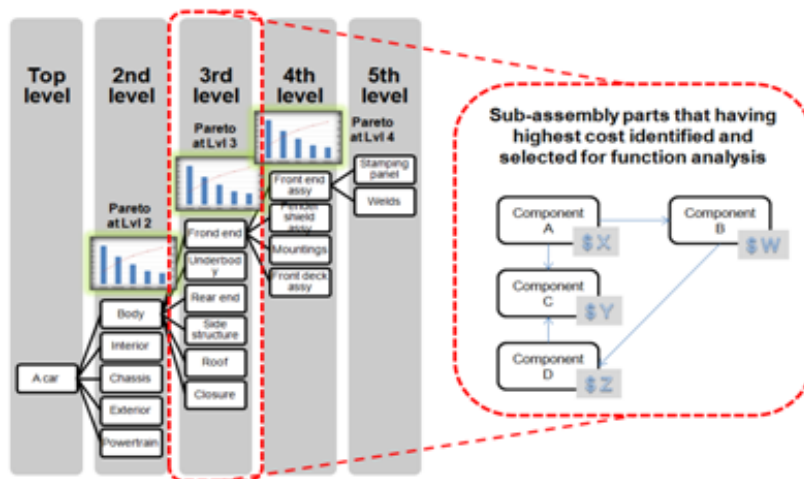 Top
level
2nd
level
3rd
level
4th
level
5th
level
Pareto
at Lvl 2
Pareto
at Lvl 3
Pareto
at Lvl 4
A car
Body
Interior
Chassis
Exterior
Powertrain
Frond end
Underbod
y
Rear end
Side
structure
Roof
Closure
Front end
assy
Fender
shield assy
Mountings
Front deck
assy
Stamping
panel
Welds
Sub-assembly parts that having
highest cost identified and
selected for function analysis
Component
A
$X
Component
B
$W
Component
C
$Y
Component
D
$Z